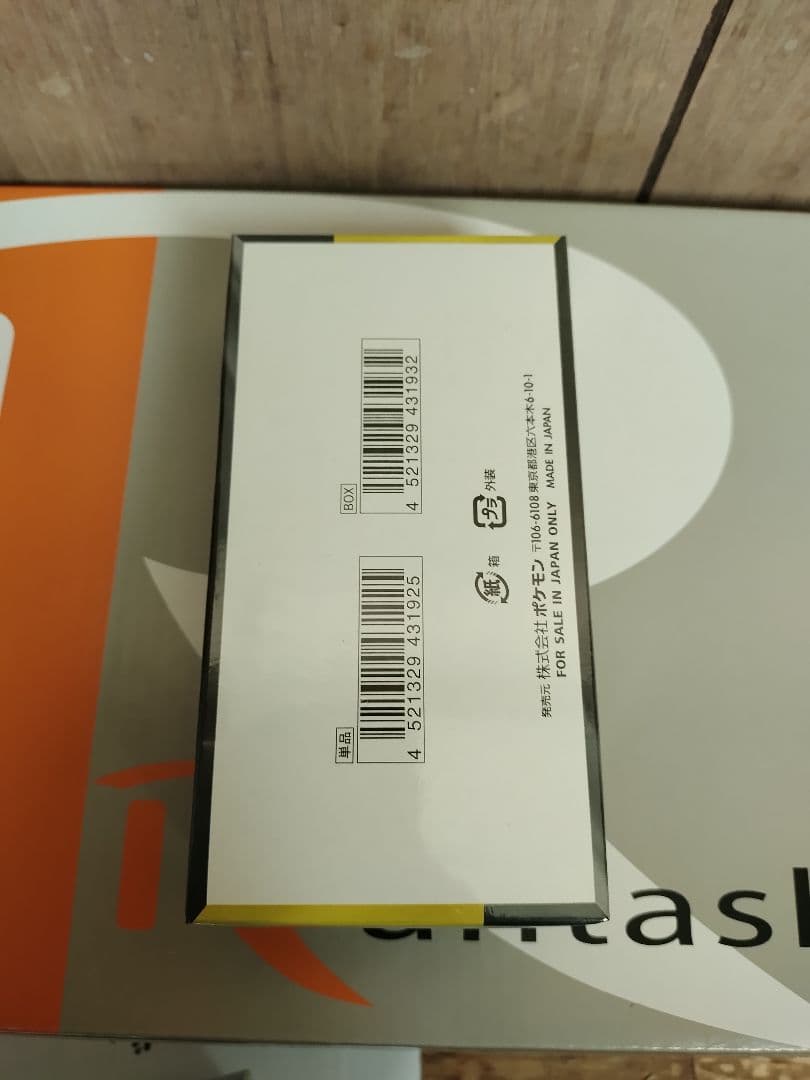 単品
4 521329 431925
BOX
4 521329 431932
紙 箱
プラ 外装
発売元 株式会社 ポケモン 〒106-6108 東京都港区六本木6-10-1
FOR SALE IN JAPAN ONLY MADE IN JAPAN